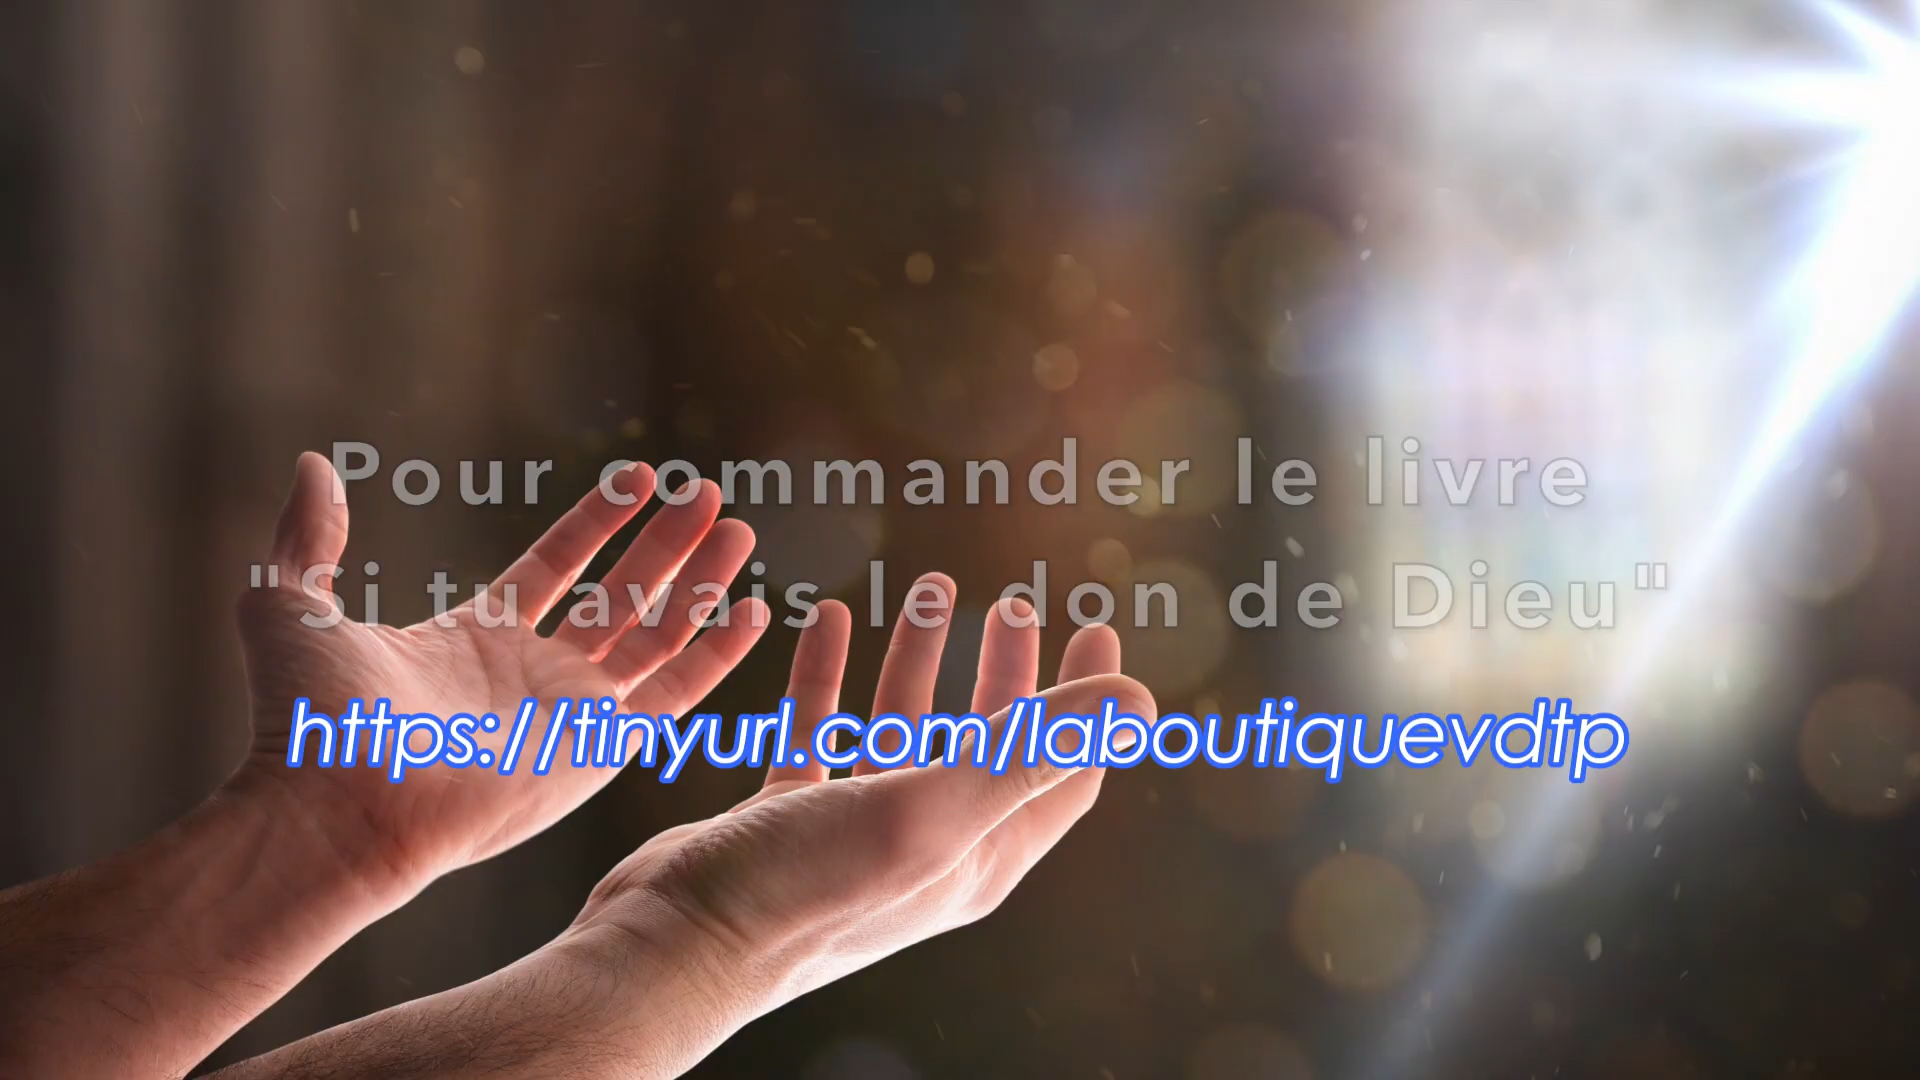 Pour commander le livre
"Si tu avais le don de Dieu"
https://tinyurl.com/laboutiquevdtp